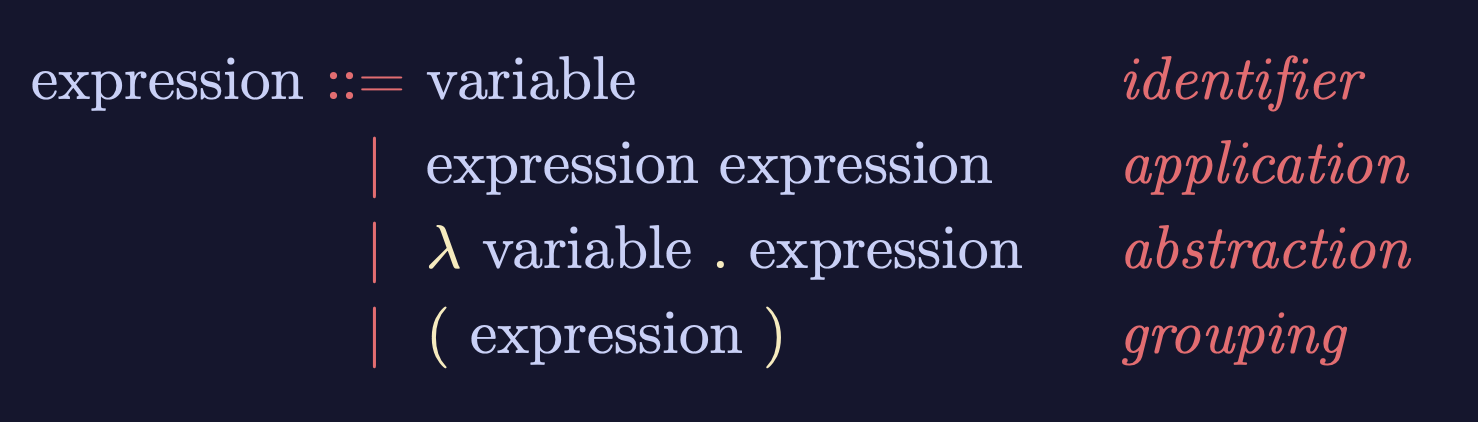 expression ::= variable identifier
| expression expression application
| λ variable . expression abstraction
| ( expression ) grouping